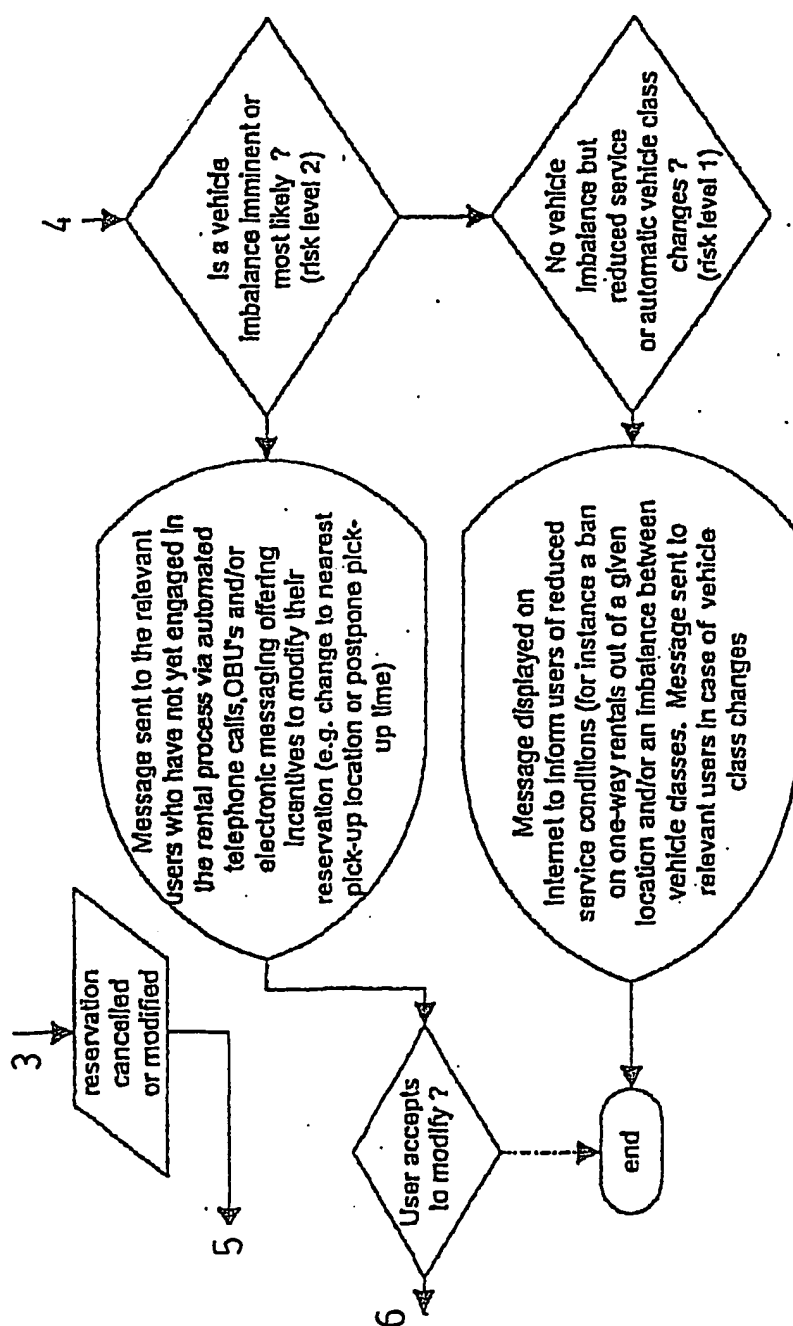 3
reservation
cancelled
or modified
5
Message sent to the relevant
users who have not yet engaged in
the rental process via automated
telephone calls,OBU's and/or
electronic messaging offering
Incentives to modify their
reservation (e.g. change to nearest
pick-up location or postpone pick-
up time)
4
Is a vehicle
Imbalance Imminent or
most likely ?
(risk level 2)
6
User accepts
to modify ?
end
Message displayed on
Internet to inform users of reduced
service conditions (for instance a ban
on one-way rentals out of a given
location and/or an Imbalance between
vehicle classes. Message sent to
relevant users in case of vehicle
class changes
No vehicle
Imbalance but
reduced service
or automatic vehicle class
changes ?
(risk level 1)